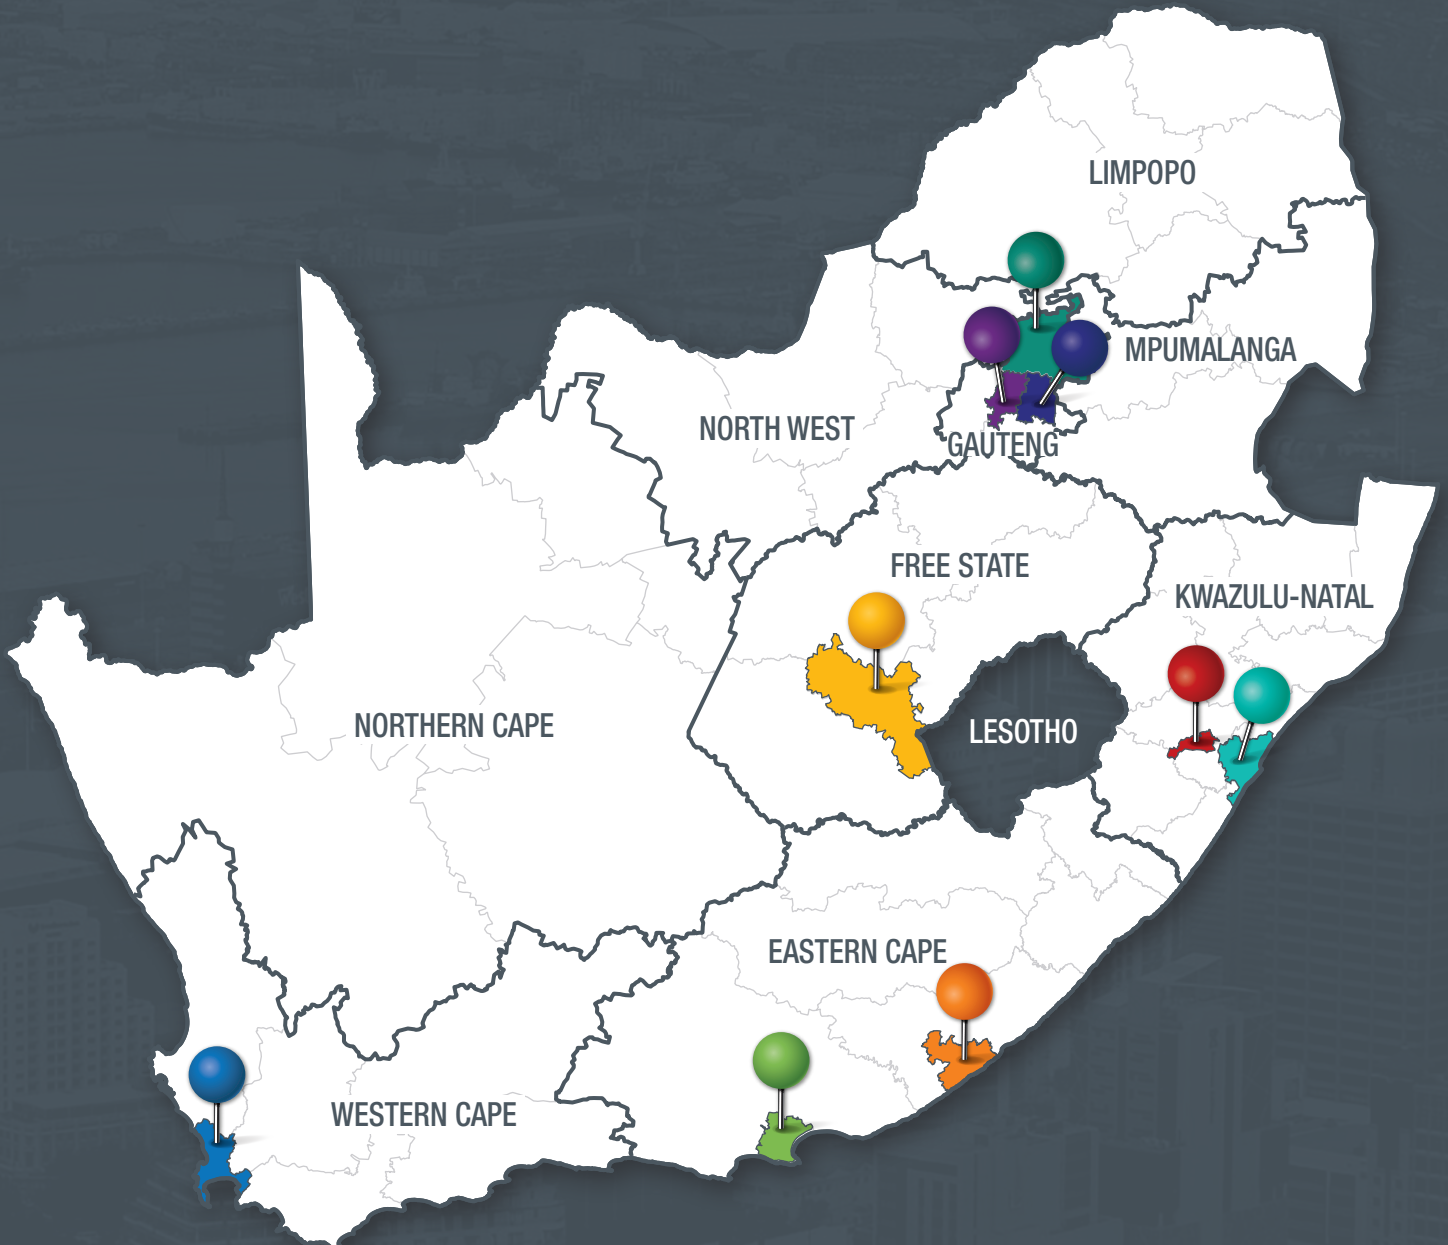 LIMPOPO
MPUMALANGA
NORTH WEST
GAUTENG
FREE STATE
KWAZULU-NATAL
NORTHERN CAPE
LESOTHO
EASTERN CAPE
WESTERN CAPE